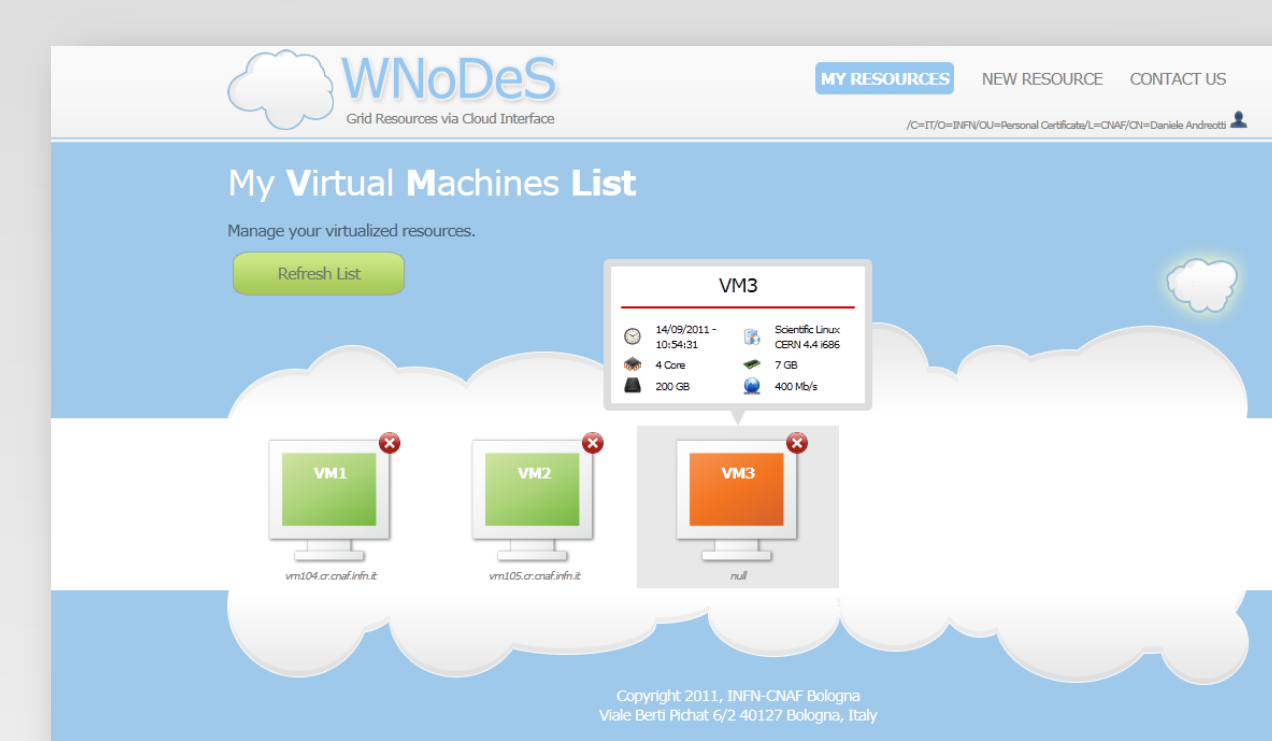 WNoDeS
Grid Resources via Cloud Interface
MY RESOURCES NEW RESOURCE CONTACT US
/C=IT/O=INFN/OU=Personal Certificate/L=CNAF/CN=Daniele Andreotti
My Virtual Machines List
Manage your virtualized resources.
Refresh List
VM3
14/09/2011 -
10:54:31
Scientific Linux
CERN 4.4 i686
4 Core
7 GB
200 GB
400 Mb/s
VM1
VM2
VM3
vm104.cr.cnaf.infn.it
vm105.cr.cnaf.infn.it
null
Copyright 2011, INFN-CNAF Bologna
Viale Berti Pichat 6/2 40127 Bologna, Italy